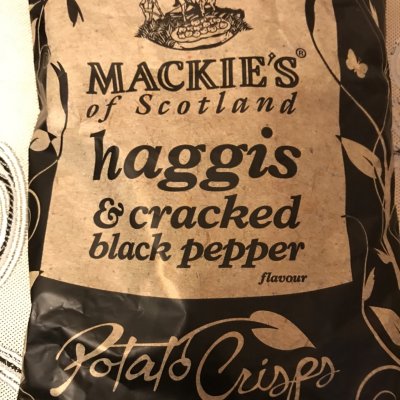 MACKIE'S®
of Scotland
haggis
& cracked
black pepper
flavour
Potato Crisps